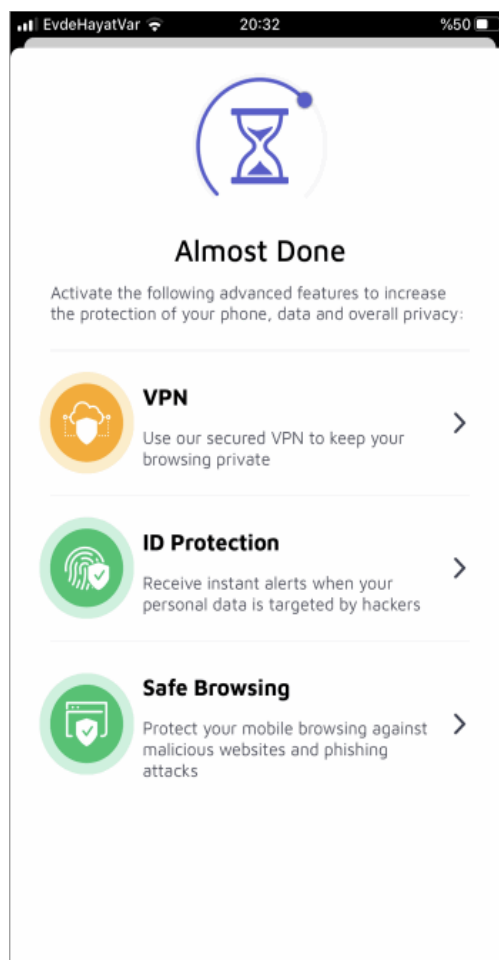 EvdeHayatVar 20:32 %50
Almost Done
Activate the following advanced features to increase
the protection of your phone, data and overall privacy:
VPN
Use our secured VPN to keep your
browsing private
ID Protection
Receive instant alerts when your
personal data is targeted by hackers
Safe Browsing
Protect your mobile browsing against
malicious websites and phishing
attacks